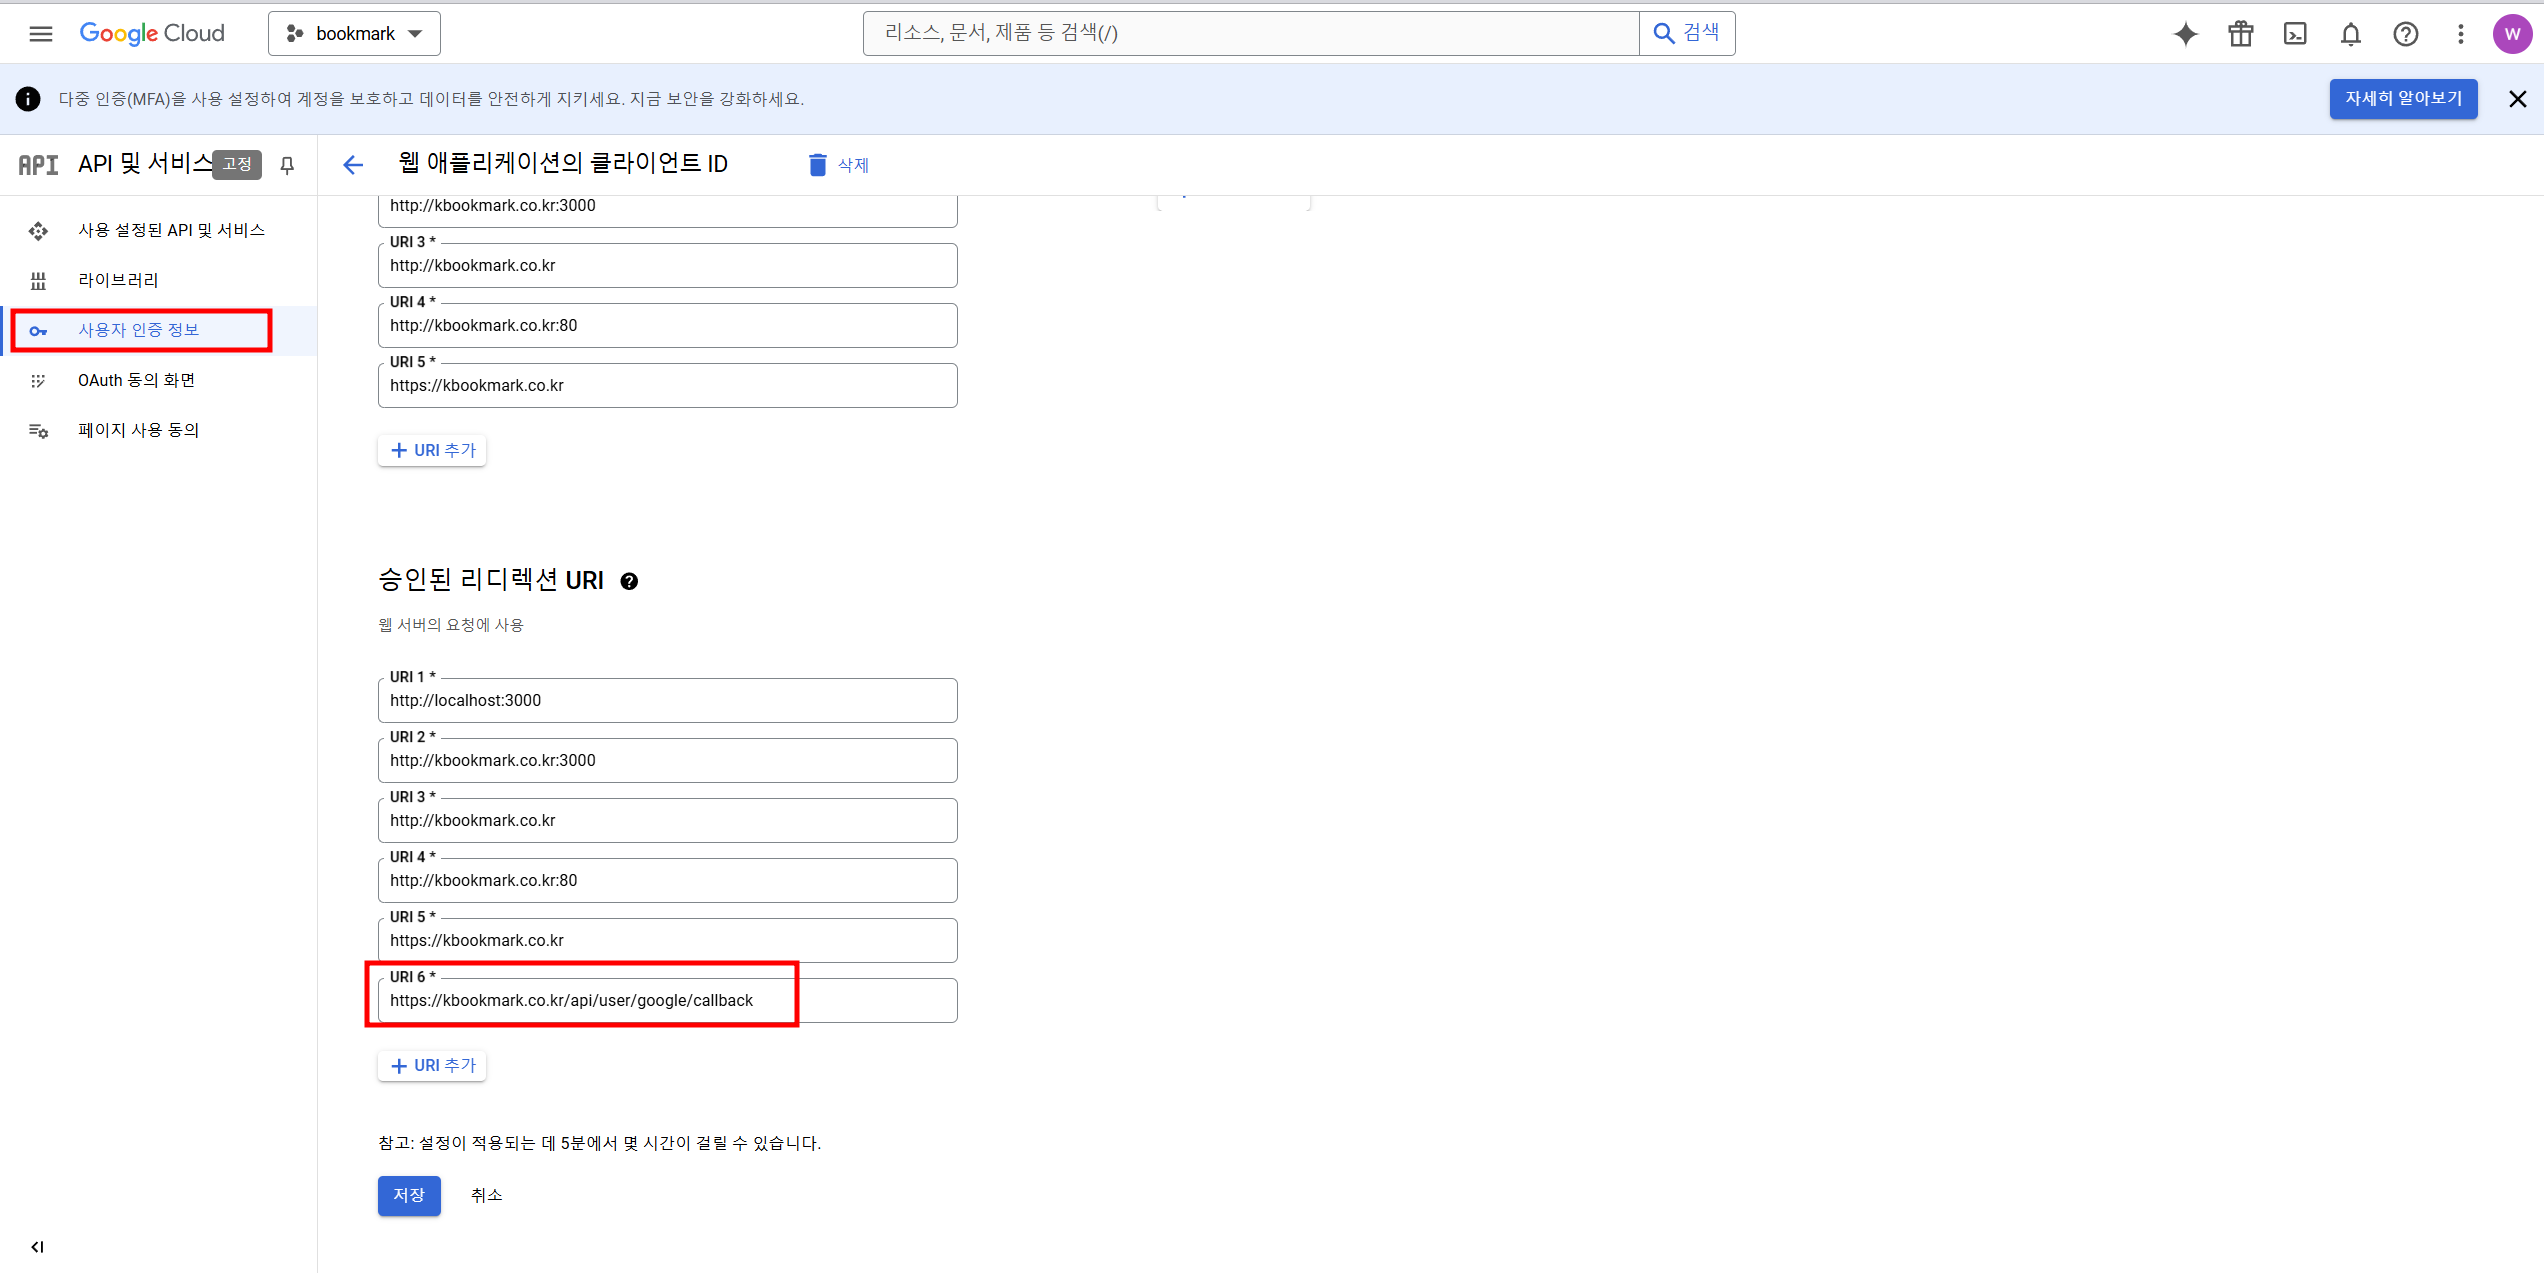 Google Cloud
bookmark
리소스, 문서, 제품 등 검색(/)
검색
W
다중 인증(MFA)을 사용 설정하여 계정을 보호하고 데이터를 안전하게 지키세요. 지금 보안을 강화하세요.
자세히 알아보기
API
API 및 서비스
고정
웹 애플리케이션의 클라이언트 ID
삭제
사용 설정된 API 및 서비스
라이브러리
사용자 인증 정보
OAuth 동의 화면
페이지 사용 동의
http://kbookmark.co.kr:3000
URI 3 *
http://kbookmark.co.kr
URI 4 *
http://kbookmark.co.kr:80
URI 5 *
https://kbookmark.co.kr
URI 추가
승인된 리디렉션 URI
웹 서버의 요청에 사용
URI 1 *
http://localhost:3000
URI 2 *
http://kbookmark.co.kr:3000
URI 3 *
http://kbookmark.co.kr
URI 4 *
http://kbookmark.co.kr:80
URI 5 *
https://kbookmark.co.kr
URI 6 *
https://kbookmark.co.kr/api/user/google/callback
URI 추가
참고: 설정이 적용되는 데 5분에서 몇 시간이 걸릴 수 있습니다.
저장
취소